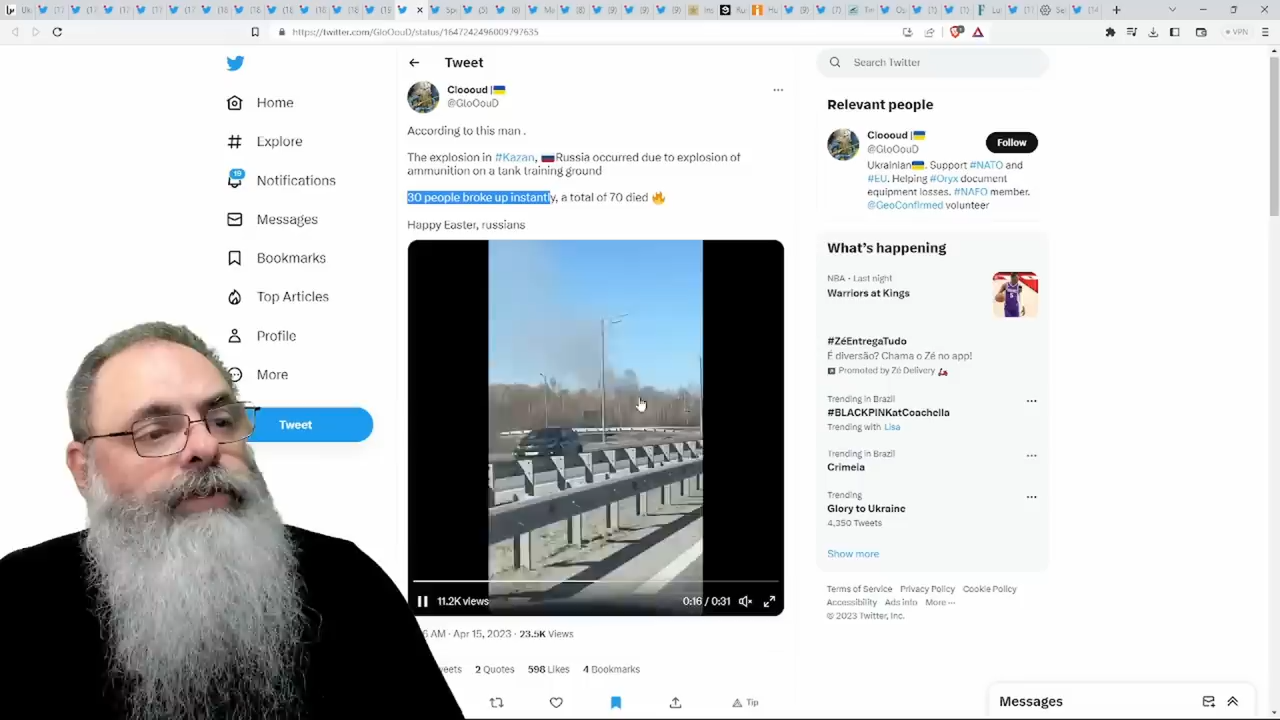 https://twitter.com/GloOouD/status/1647242496009797635
Home
Explore
19
Notifications
Messages
Bookmarks
Top Articles
Profile
More
Tweet
Tweet
Cloooud |
@GloOouD
According to this man .
The explosion in #Kazan, Russia occurred due to explosion of
ammunition on a tank training ground
30 people broke up instantly, a total of 70 died
Happy Easter, russians
11.2K views
0:16 / 0:31
AM · Apr 15, 2023 · 23.5K Views
2 Quotes 598 Likes 4 Bookmarks
Tip
Search Twitter
Relevant people
Cloooud |
@GloOouD
Follow
Ukrainian. Support #NATO and
#EU. Helping #Oryx document
equipment losses. #NAFO member.
@GeoConfirmed volunteer
What's happening
NBA · Last night
Warriors at Kings
#ZéEntregaTudo
É diversão? Chama o Zé no app!
Promoted by Zé Delivery
Trending in Brazil
#BLACKPINKatCoachella
Trending with Lisa
Trending in Brazil
Crimeia
Trending
Glory to Ukraine
4,350 Tweets
Show more
Terms of Service Privacy Policy Cookie Policy
Accessibility Ads info More ···
© 2023 Twitter, Inc.
Messages
VPN